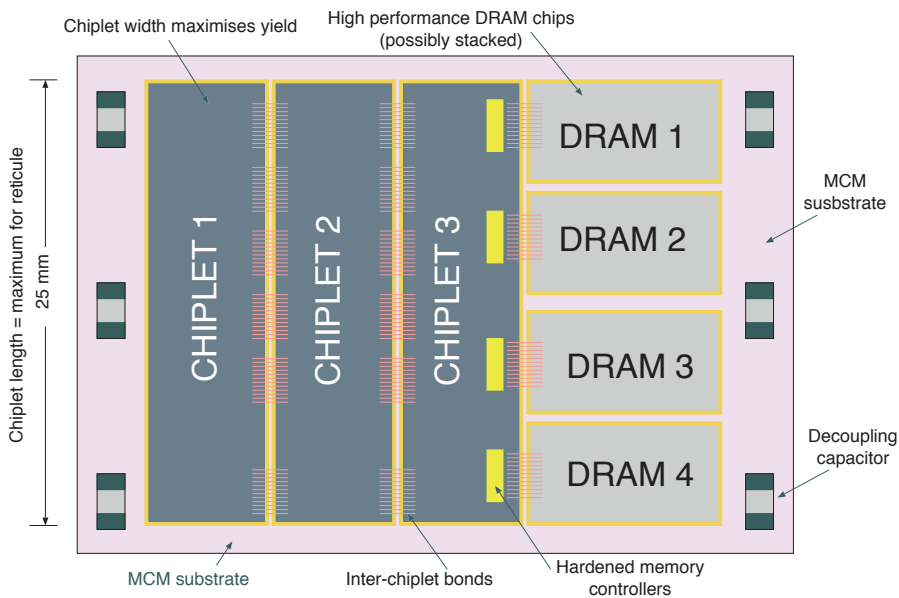 Chiplet width maximises yield
High performance DRAM chips
(possibly stacked)
Chiplet length = maximum for reticule
25 mm
CHIPLET 1
CHIPLET 2
CHIPLET 3
DRAM 1
DRAM 2
DRAM 3
DRAM 4
MCM
susbstrate
Decoupling
capacitor
MCM substrate
Inter-chiplet bonds
Hardened memory
controllers